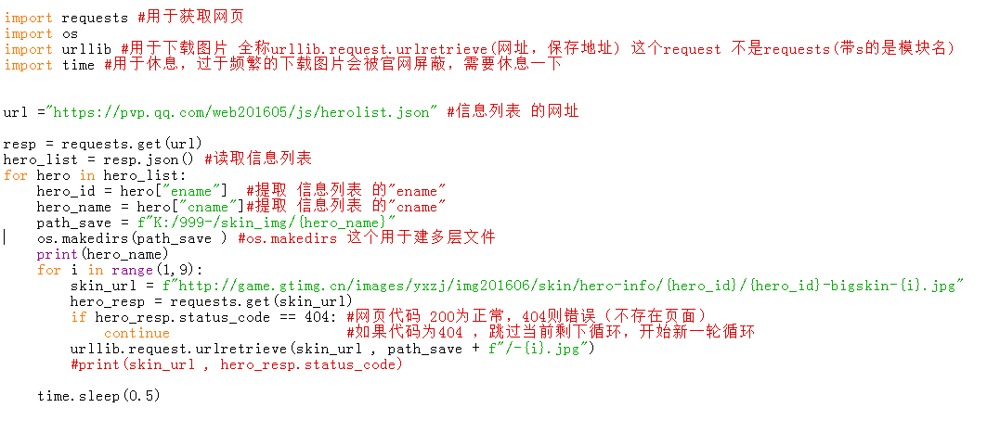 import requests #用于获取网页
import os
import urllib #用于下载图片 全称urllib.request.urlretrieve(网址，保存地址) 这个request 不是requests(带s的是模块名)
import time #用于休息，过于频繁的下载图片会被官网屏蔽，需要休息一下
url ="https://pvp.qq.com/web201605/js/herolist.json" #信息列表 的网址
resp = requests.get(url)
hero_list = resp.json() #读取信息列表
for hero in hero_list:
    hero_id = hero["ename"]  #提取 信息列表 的"ename"
    hero_name = hero["cname"]#提取 信息列表 的"cname"
    path_save = f"K:/999-/skin_img/{hero_name}"
    os.makedirs(path_save ) #os.makedirs 这个用于建多层文件
    print(hero_name)
    for i in range(1,9):
        skin_url = f"http://game.gtimg.cn/images/yxzj/img201606/skin/hero-info/{hero_id}/{hero_id}-bigskin-{i}.jpg"
        hero_resp = requests.get(skin_url)
        if hero_resp.status_code == 404: #网页代码 200为正常，404则错误（不存在页面）
            continue                     #如果代码为404 ，跳过当前剩下循环，开始新一轮循环
        urllib.request.urlretrieve(skin_url , path_save + f"/-{i}.jpg")
        #print(skin_url , hero_resp.status_code)
    time.sleep(0.5)